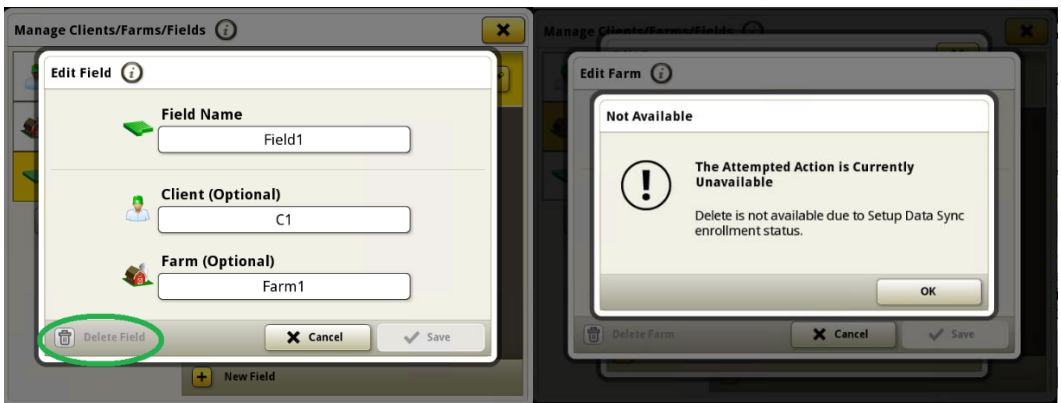 Manage Clients/Farms/Fields
Edit Field
Field Name
Field1
Client (Optional)
C1
Farm (Optional)
Farm1
Delete Field
Cancel
Save
New Field
Manage Clients/Farms/Fields
Edit Farm
Not Available
The Attempted Action is Currently
Unavailable
Delete is not available due to Setup Data Sync
enrollment status.
OK
Delete Farm
Cancel
Save